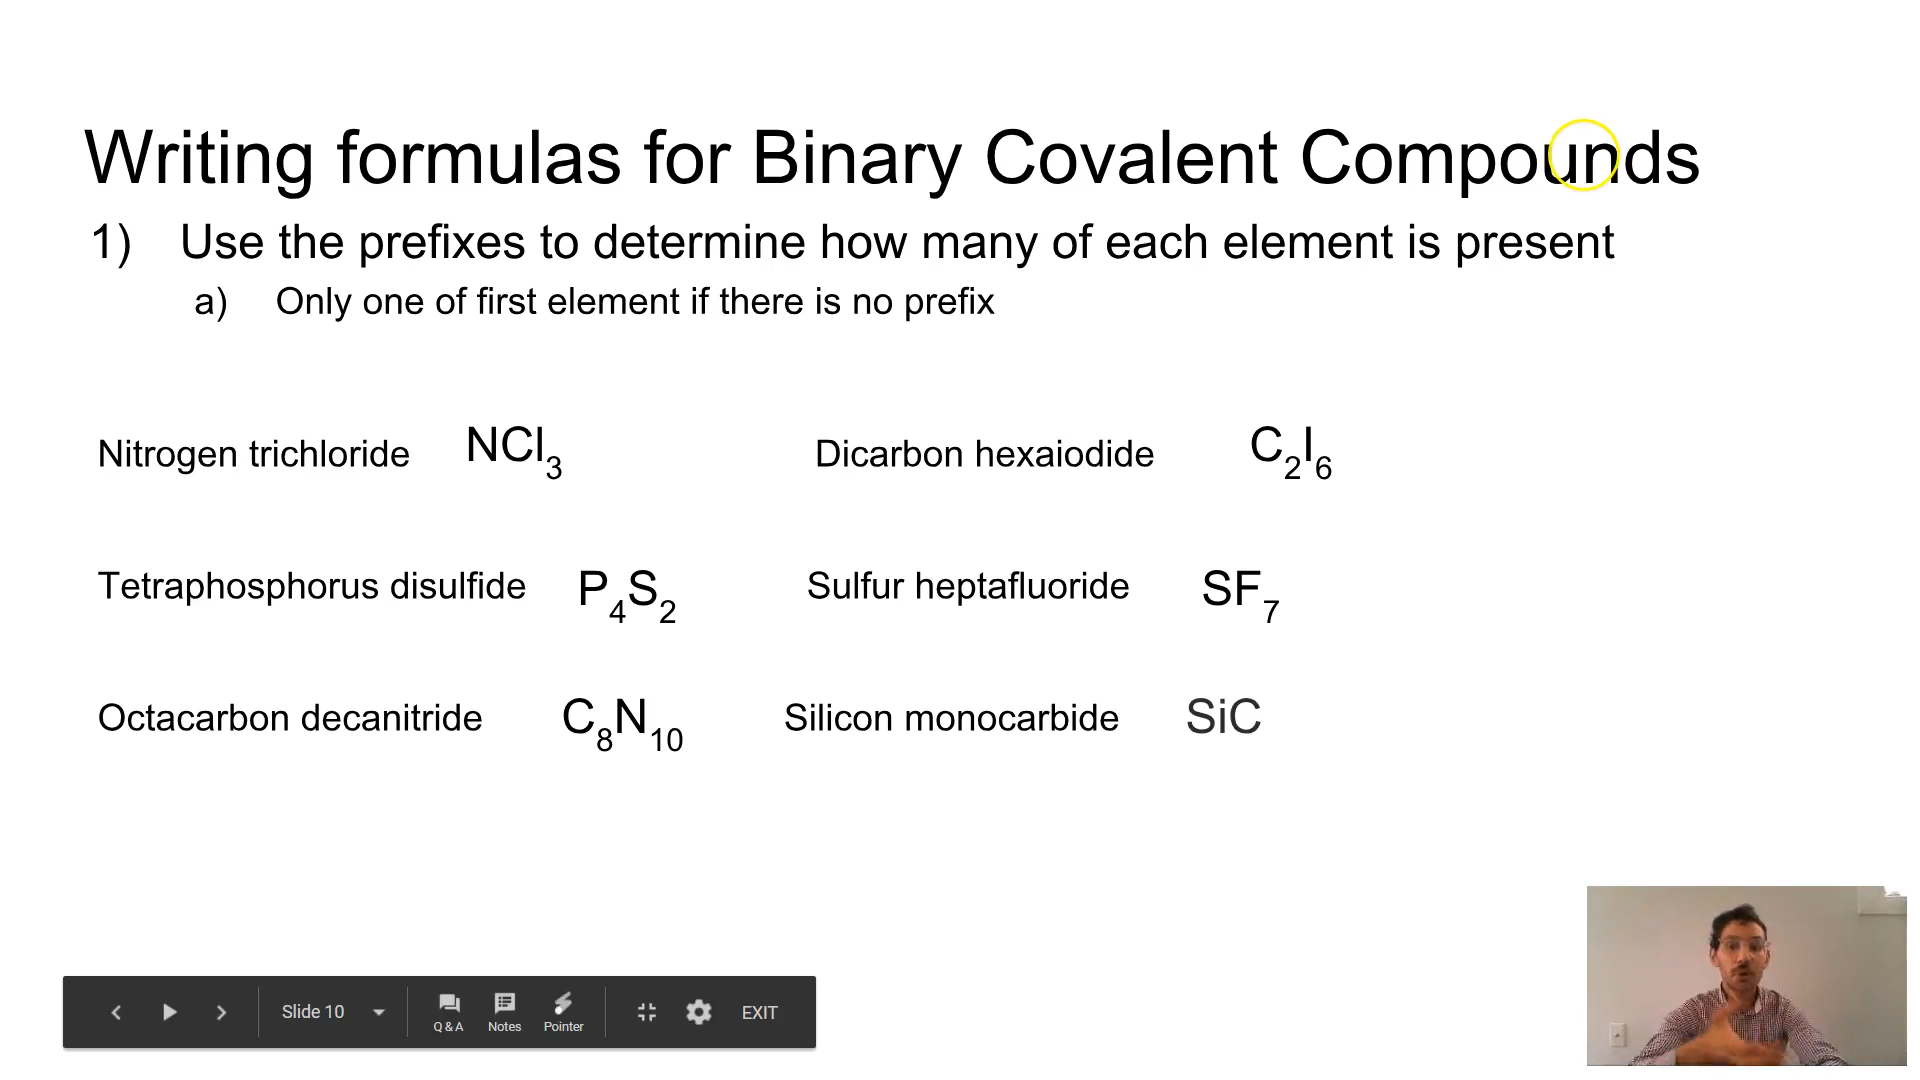 Writing formulas for Binary Covalent Compounds
1) Use the prefixes to determine how many of each element is present
a) Only one of first element if there is no prefix
Nitrogen trichloride NCl₃ Dicarbon hexaiodide C₂I₆
Tetraphosphorus disulfide P₄S₂ Sulfur heptafluoride SF₇
Octacarbon decanitride C₈N₁₀ Silicon monocarbide SiC
Slide 10 Q & A Notes Pointer EXIT